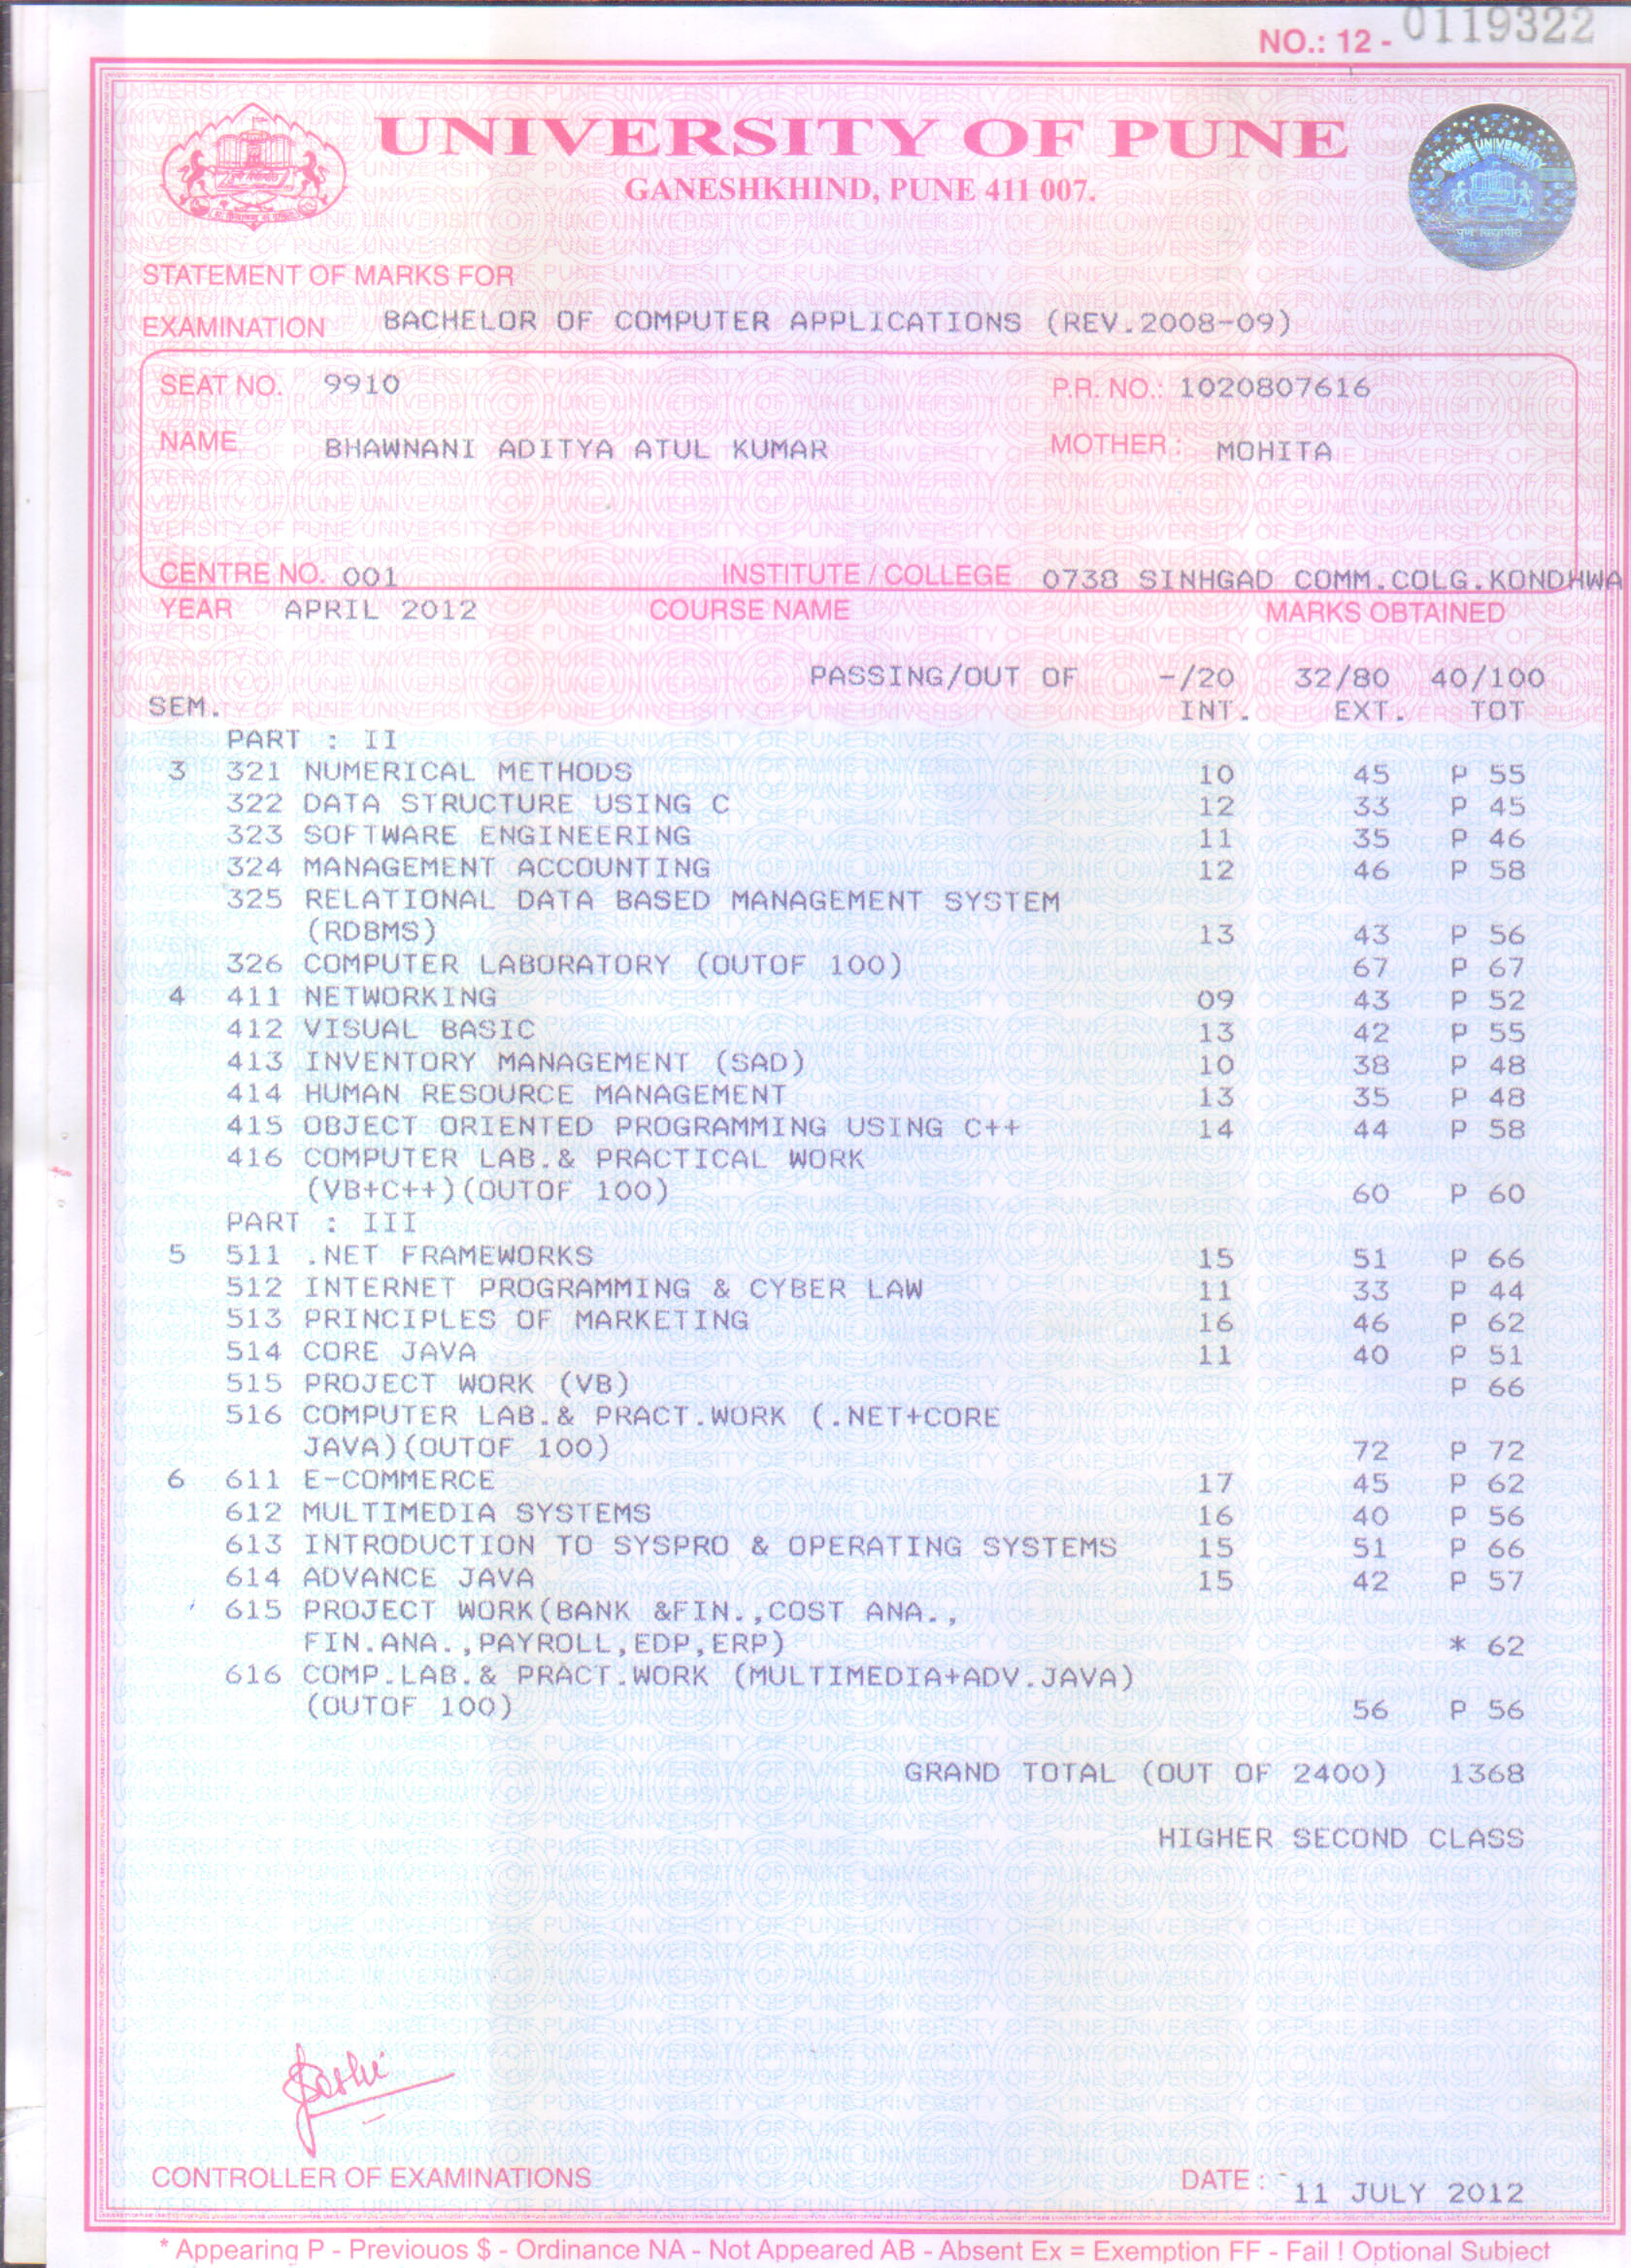 NO.: 12 - 0119322
UNIVERSITY OF PUNE
GANESHKHIND, PUNE 411 007.
PUNE UNIVERSITY
पुणे विद्यापीठ
STATEMENT OF MARKS FOR
EXAMINATION BACHELOR OF COMPUTER APPLICATIONS (REV.2008-09)
SEAT NO. 9910 P.R. NO.: 1020807616
NAME BHAWNANI ADITYA ATUL KUMAR MOTHER : MOHITA
CENTRE NO. 001 INSTITUTE / COLLEGE 0738 SINHGAD COMM.COLG.KONDHWA
YEAR APRIL 2012 COURSE NAME MARKS OBTAINED
PASSING/OUT OF -/20 32/80 40/100
SEM. INT. EXT. TOT
PART : II
3 321 NUMERICAL METHODS 10 45 P 55
322 DATA STRUCTURE USING C 12 33 P 45
323 SOFTWARE ENGINEERING 11 35 P 46
324 MANAGEMENT ACCOUNTING 12 46 P 58
325 RELATIONAL DATA BASED MANAGEMENT SYSTEM
(RDBMS) 13 43 P 56
326 COMPUTER LABORATORY (OUTOF 100) 67 P 67
4 411 NETWORKING 09 43 P 52
412 VISUAL BASIC 13 42 P 55
413 INVENTORY MANAGEMENT (SAD) 10 38 P 48
414 HUMAN RESOURCE MANAGEMENT 13 35 P 48
415 OBJECT ORIENTED PROGRAMMING USING C++ 14 44 P 58
416 COMPUTER LAB.& PRACTICAL WORK
(VB+C++)(OUTOF 100) 60 P 60
PART : III
5 511 .NET FRAMEWORKS 15 51 P 66
512 INTERNET PROGRAMMING & CYBER LAW 11 33 P 44
513 PRINCIPLES OF MARKETING 16 46 P 62
514 CORE JAVA 11 40 P 51
515 PROJECT WORK (VB) P 66
516 COMPUTER LAB.& PRACT.WORK (.NET+CORE
JAVA)(OUTOF 100) 72 P 72
6 611 E-COMMERCE 17 45 P 62
612 MULTIMEDIA SYSTEMS 16 40 P 56
613 INTRODUCTION TO SYSPRO & OPERATING SYSTEMS 15 51 P 66
614 ADVANCE JAVA 15 42 P 57
615 PROJECT WORK(BANK &FIN.,COST ANA.,
FIN.ANA.,PAYROLL,EDP,ERP) * 62
616 COMP.LAB.& PRACT.WORK (MULTIMEDIA+ADV.JAVA)
(OUTOF 100) 56 P 56
GRAND TOTAL (OUT OF 2400) 1368
HIGHER SECOND CLASS
CONTROLLER OF EXAMINATIONS DATE : 11 JULY 2012
* Appearing P - Previouos $ - Ordinance NA - Not Appeared AB - Absent Ex = Exemption FF - Fail ! Optional Subject